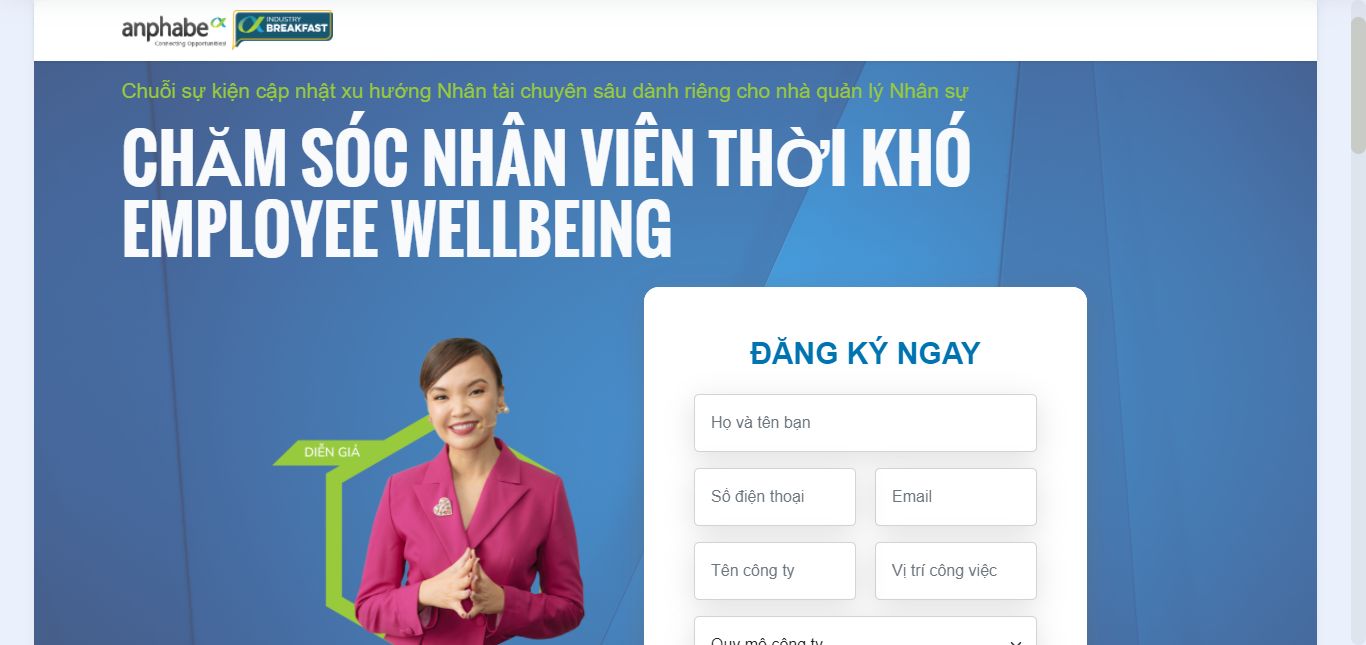 anphabe
Connecting Opportunities!
INDUSTRY
BREAKFAST
Chuỗi sự kiện cập nhật xu hướng Nhân tài chuyên sâu dành riêng cho nhà quản lý Nhân sự
CHĂM SÓC NHÂN VIÊN THỜI KHÓ
EMPLOYEE WELLBEING
DIỄN GIẢ
ĐĂNG KÝ NGAY
Họ và tên bạn
Số điện thoại
Email
Tên công ty
Vị trí công việc
Quy mô công ty